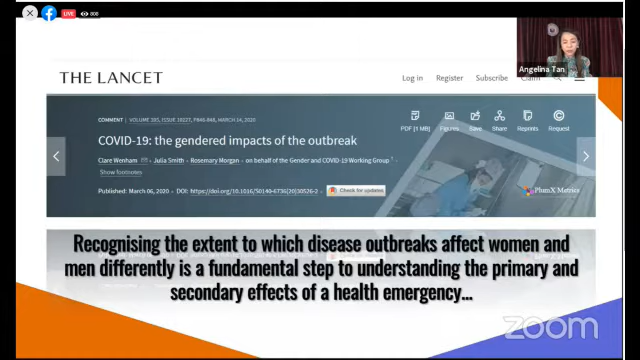 LIVE 808
Angelina Tan
THE LANCET
Log in Register Subscribe Claim
COMMENT | VOLUME 395, ISSUE 10227, P846-848, MARCH 14, 2020
PDF [1 MB] Figures Save Share Reprints Request
COVID-19: the gendered impacts of the outbreak
Clare Wenham Julia Smith Rosemary Morgan on behalf of the Gender and COVID-19 Working Group
Show footnotes
Published: March 06, 2020 DOI: https://doi.org/10.1016/S0140-6736(20)30526-2 Check for updates
PlumX Metrics
Recognising the extent to which disease outbreaks affect women and
men differently is a fundamental step to understanding the primary and
secondary effects of a health emergency...
zoom